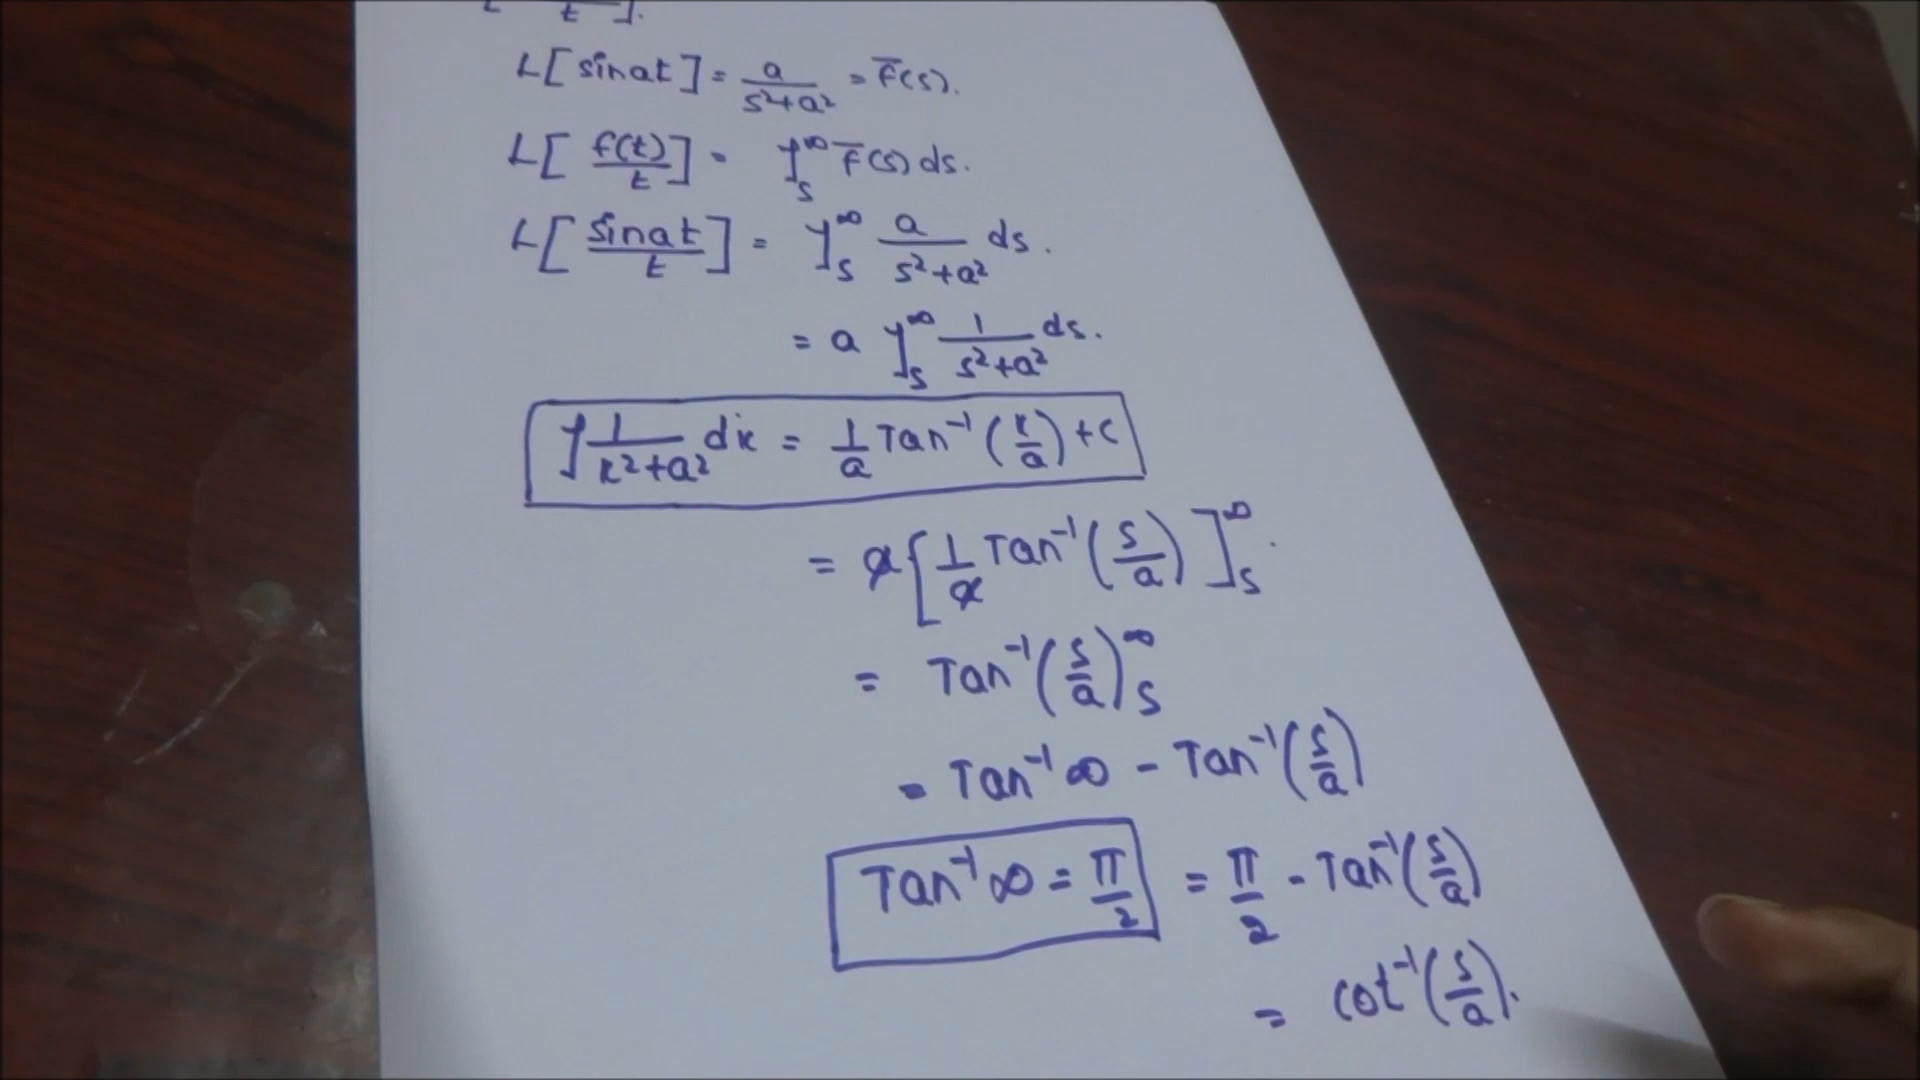 t ].
L[sinat] = a/(s²+a²) = F̅(s).
L[f(t)/t] = ∫_s^∞ F̅(s) ds.
L[sinat/t] = ∫_s^∞ a/(s²+a²) ds.
= a ∫_s^∞ 1/(s²+a²) ds.
∫ 1/(x²+a²) dx = 1/a Tan⁻¹(x/a) + c
= a[1/a Tan⁻¹(s/a)]_s^∞.
= Tan⁻¹(s/a)_s^∞
= Tan⁻¹∞ - Tan⁻¹(s/a)
Tan⁻¹∞ = π/2 = π/2 - Tan⁻¹(s/a)
= cot⁻¹(s/a).